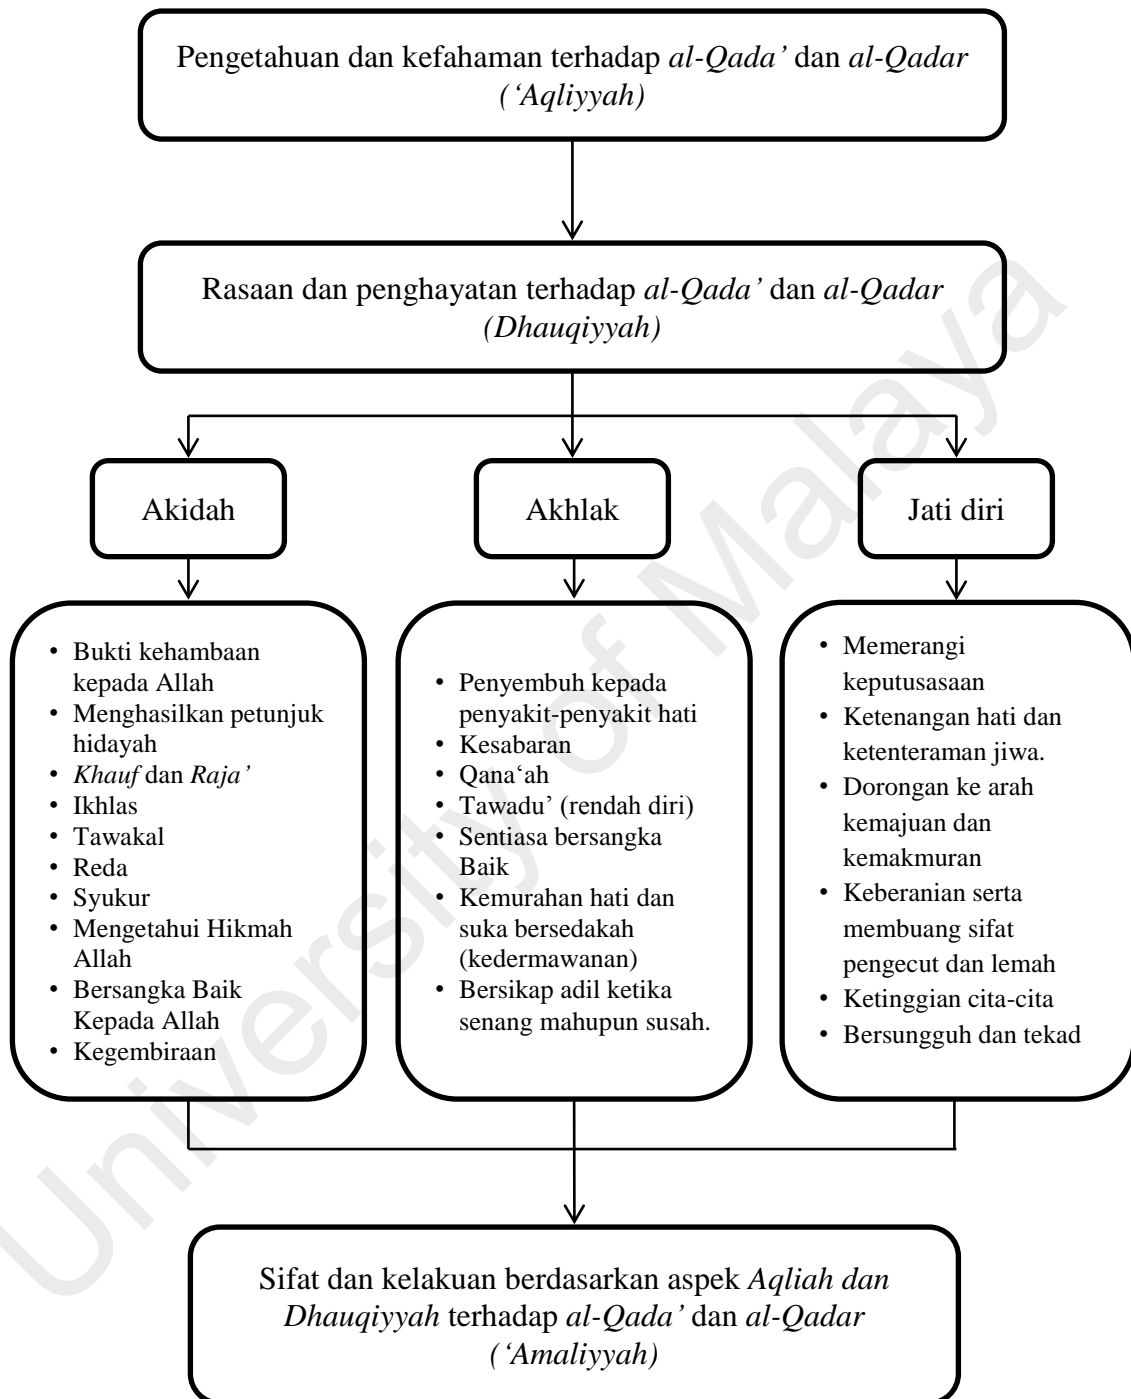 Pengetahuan dan kefahaman terhadap al-Qada’ dan al-Qadar
(‘Aqliyyah)
Rasaan dan penghayatan terhadap al-Qada’ dan al-Qadar
(Dhauqiyyah)
Akidah
Akhlak
Jati diri
• Bukti kehambaan
kepada Allah
• Menghasilkan petunjuk
hidayah
• Khauf dan Raja’
• Ikhlas
• Tawakal
• Reda
• Syukur
• Mengetahui Hikmah
Allah
• Bersangka Baik
Kepada Allah
• Kegembiraan
• Penyembuh kepada
penyakit-penyakit hati
• Kesabaran
• Qana‘ah
• Tawadu’ (rendah diri)
• Sentiasa bersangka
Baik
• Kemurahan hati dan
suka bersedakah
(kedermawanan)
• Bersikap adil ketika
senang mahupun susah.
• Memerangi
keputusasaan
• Ketenangan hati dan
ketenteraman jiwa.
• Dorongan ke arah
kemajuan dan
kemakmuran
• Keberanian serta
membuang sifat
pengecut dan lemah
• Ketinggian cita-cita
• Bersungguh dan tekad
Sifat dan kelakuan berdasarkan aspek Aqliah dan
Dhauqiyyah terhadap al-Qada’ dan al-Qadar
(‘Amaliyyah)
University of Malaya